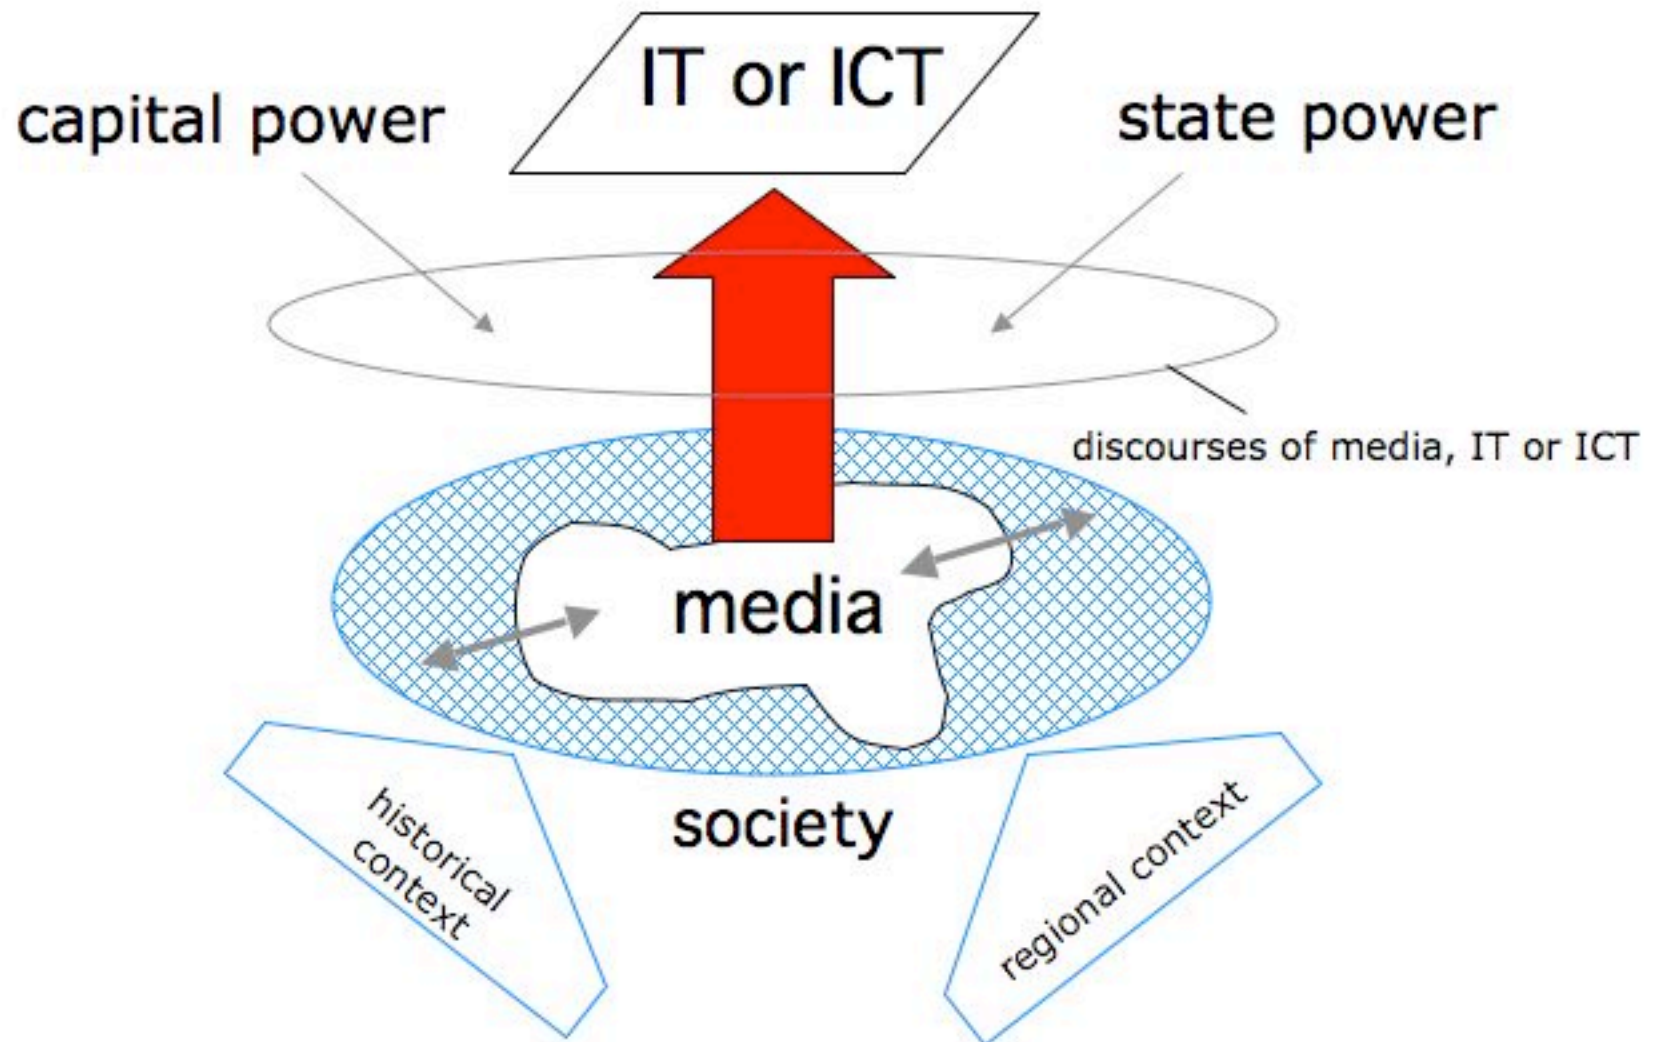 IT or ICT
capital power
state power
discourses of media, IT or ICT
media
society
historical
context
regional context